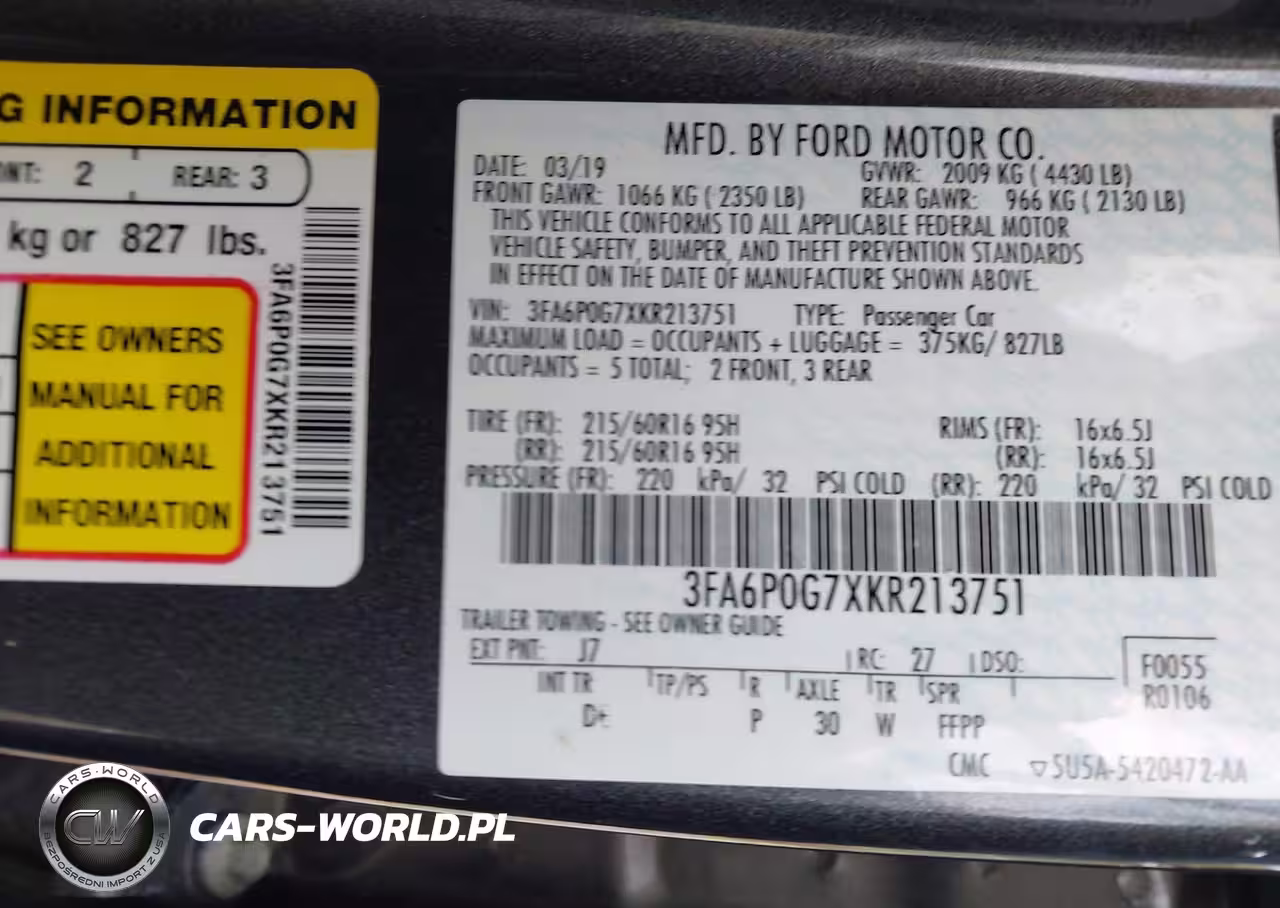 G INFORMATION
NT: 2 REAR: 3
kg or 827 lbs.
SEE OWNERS
MANUAL FOR
ADDITIONAL
INFORMATION
3FA6P0G7XKR213751
MFD. BY FORD MOTOR CO.
DATE: 03/19 GVWR: 2009 KG ( 4430 LB)
FRONT GAWR: 1066 KG ( 2350 LB) REAR GAWR: 966 KG ( 2130 LB)
THIS VEHICLE CONFORMS TO ALL APPLICABLE FEDERAL MOTOR
VEHICLE SAFETY, BUMPER, AND THEFT PREVENTION STANDARDS
IN EFFECT ON THE DATE OF MANUFACTURE SHOWN ABOVE.
VIN: 3FA6P0G7XKR213751 TYPE: Passenger Car
MAXIMUM LOAD = OCCUPANTS + LUGGAGE = 375KG/ 827LB
OCCUPANTS = 5 TOTAL; 2 FRONT, 3 REAR
TIRE (FR): 215/60R16 95H RIMS (FR): 16x6.5J
(RR): 215/60R16 95H (RR): 16x6.5J
PRESSURE (FR): 220 kPa/ 32 PSI COLD (RR): 220 kPa/ 32 PSI COLD
3FA6P0G7XKR213751
TRAILER TOWING - SEE OWNER GUIDE
EXT PNT: J7 RC: 27 DSO: F0055
INT TR TP/PS R AXLE TR SPR R0106
D+ P 30 W FFPP
CMC ▽5U5A-5420472-AA
CARS-WORLD
CW
BEZPOŚREDNI IMPORT Z USA
CARS-WORLD.PL